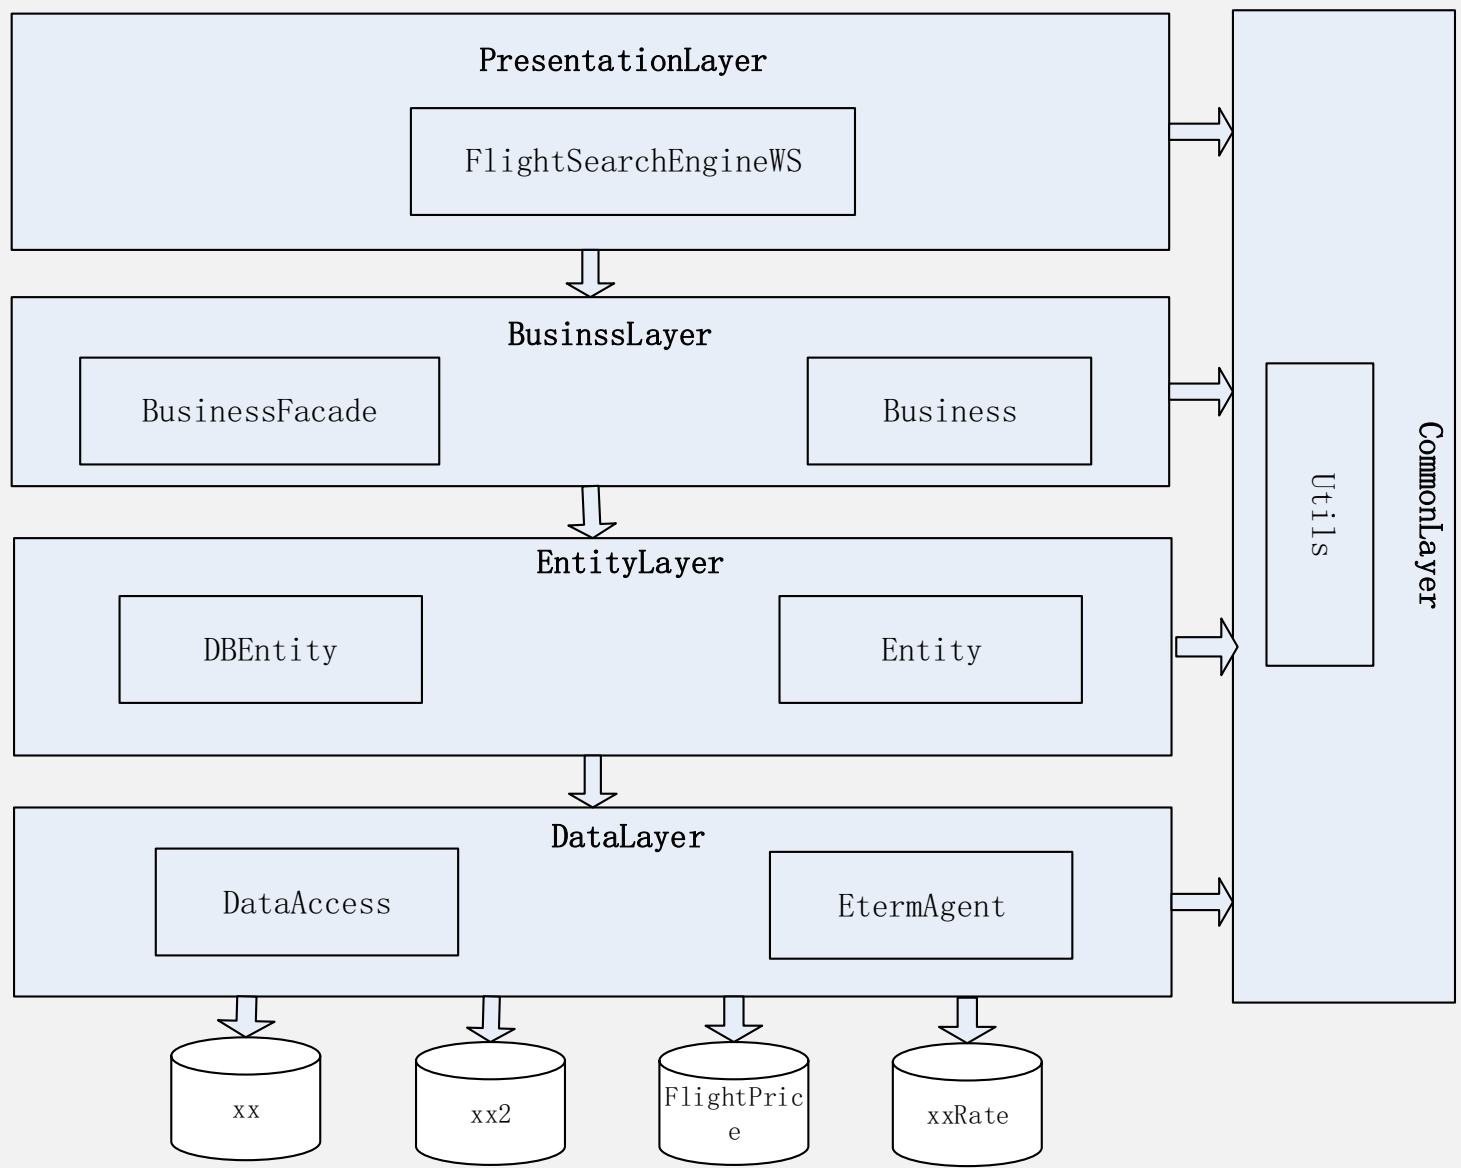 PresentationLayer
FlightSearchEngineWS
BusinssLayer
BusinessFacade
Business
EntityLayer
DBEntity
Entity
DataLayer
DataAccess
EtermAgent
Utils
CommonLayer
xx
xx2
FlightPric
e
xxRate